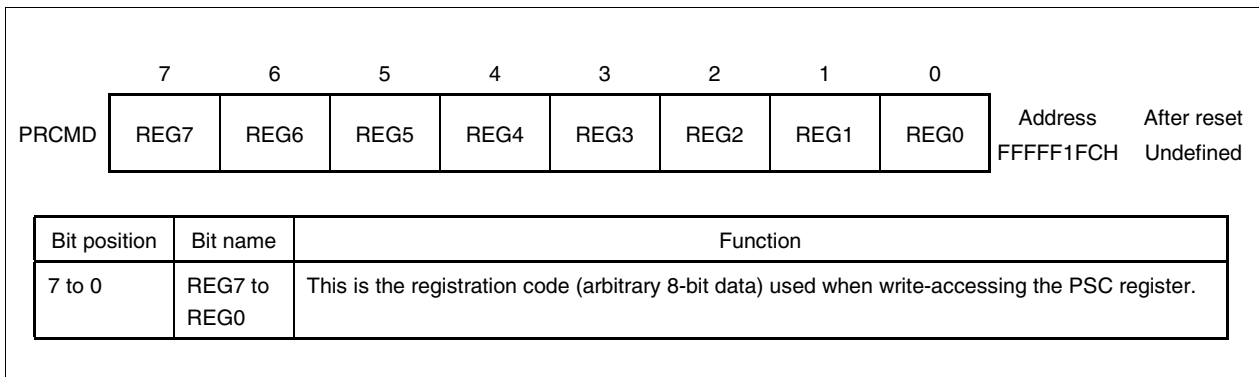 7 6 5 4 3 2 1 0
PRCMD REG7 REG6 REG5 REG4 REG3 REG2 REG1 REG0 Address After reset
FFFFF1FCH Undefined
Bit position Bit name Function
7 to 0 REG7 to This is the registration code (arbitrary 8-bit data) used when write-accessing the PSC register.
REG0